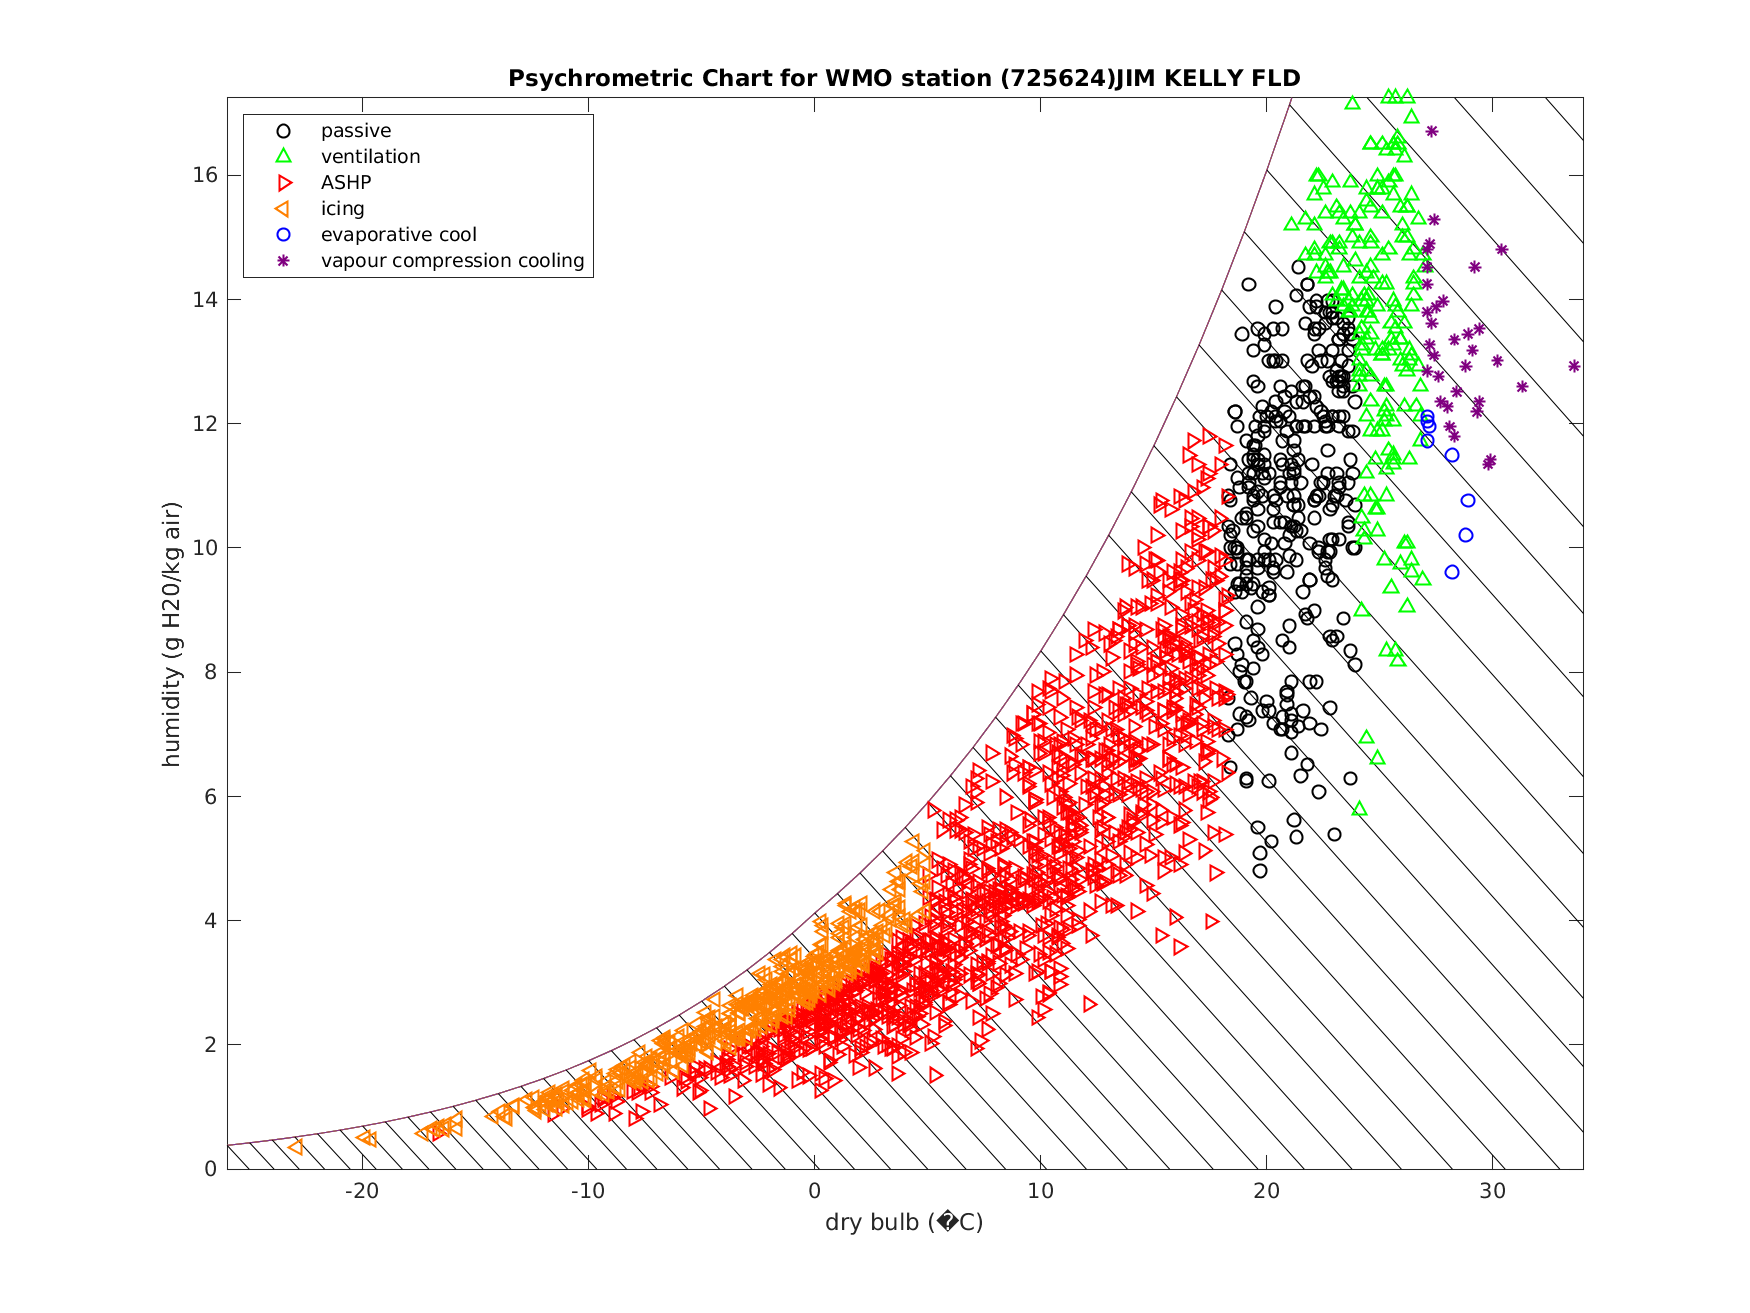 Psychrometric Chart for WMO station (725624)JIM KELLY FLD
passive
ventilation
ASHP
icing
evaporative cool
vapour compression cooling
humidity (g H20/kg air)
16
14
12
10
8
6
4
2
0
-20 -10 0 10 20 30
dry bulb (�C)